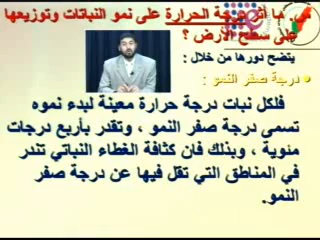 س. ما أثر درجة الحرارة على نمو النباتات وتوزيعها
على سطح الأرض ؟
يتضح دورها من خلال :
• درجة صفر النمو :
فلكل نبات درجة حرارة معينة لبدء نموه
تسمى درجة صفر النمو ، وتقدر بأربع درجات
مئوية ، وبذلك فان كثافة الغطاء النباتي تندر
في المناطق التي تقل فيها عن درجة صفر
النمو.